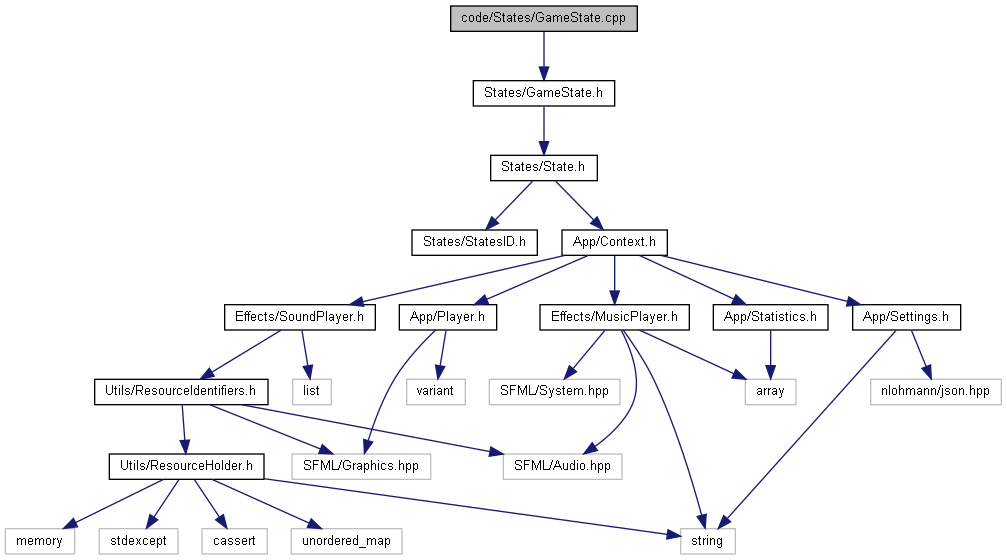 code/States/GameState.cpp
States/GameState.h
States/State.h
States/StatesID.h
App/Context.h
Effects/SoundPlayer.h
App/Player.h
Effects/MusicPlayer.h
App/Statistics.h
App/Settings.h
Utils/ResourceIdentifiers.h
list
variant
SFML/System.hpp
array
nlohmann/json.hpp
Utils/ResourceHolder.h
SFML/Graphics.hpp
SFML/Audio.hpp
memory
stdexcept
cassert
unordered_map
string